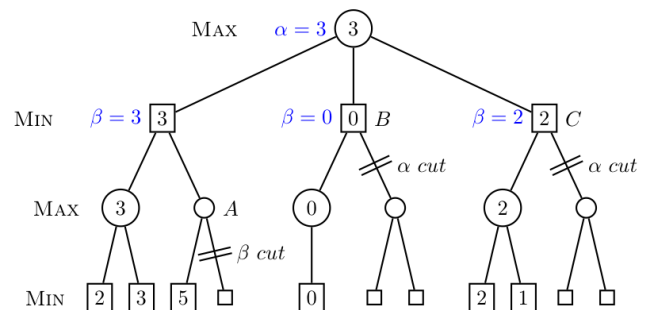 MAX α = 3 3
MIN β = 3 3 β = 0 0 B β = 2 2 C
α cut α cut
MAX 3 A 0 2
β cut
MIN 2 3 5 0 2 1